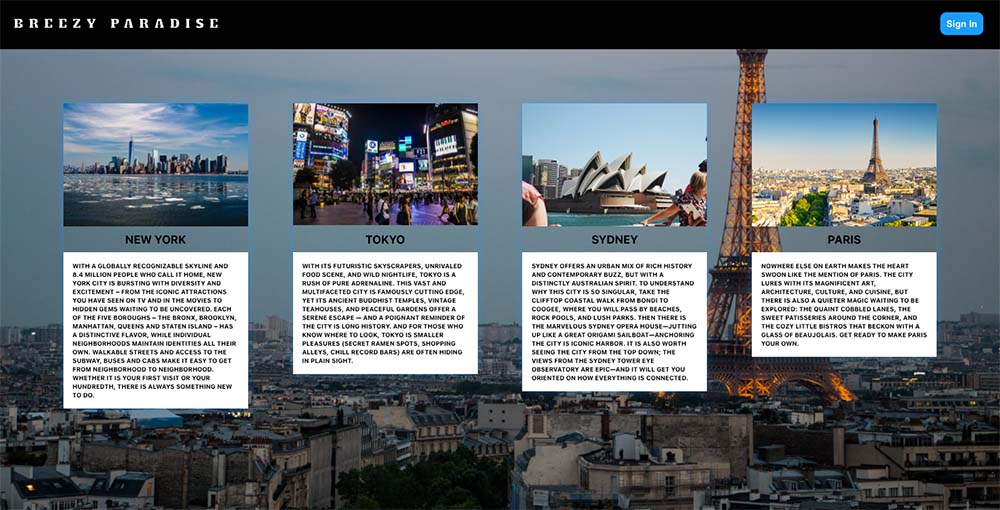 BREEZY PARADISE
Sign In
NEW YORK
WITH A GLOBALLY RECOGNIZABLE SKYLINE AND
8.4 MILLION PEOPLE WHO CALL IT HOME, NEW
YORK CITY IS BURSTING WITH DIVERSITY AND
EXCITEMENT – FROM THE ICONIC ATTRACTIONS
YOU HAVE SEEN ON TV AND IN THE MOVIES TO
HIDDEN GEMS WAITING TO BE UNCOVERED. EACH
OF THE FIVE BOROUGHS – THE BRONX, BROOKLYN,
MANHATTAN, QUEENS AND STATEN ISLAND – HAS
A DISTINCTIVE FLAVOR, WHILE INDIVIDUAL
NEIGHBORHOODS MAINTAIN IDENTITIES ALL THEIR
OWN. WALKABLE STREETS AND ACCESS TO THE
SUBWAY, BUSES AND CABS MAKE IT EASY TO GET
FROM NEIGHBORHOOD TO NEIGHBORHOOD.
WHETHER IT IS YOUR FIRST VISIT OR YOUR
HUNDREDTH, THERE IS ALWAYS SOMETHING NEW
TO DO.
TOKYO
WITH ITS FUTURISTIC SKYSCRAPERS, UNRIVALED
FOOD SCENE, AND WILD NIGHTLIFE, TOKYO IS A
RUSH OF PURE ADRENALINE. THIS VAST AND
MULTIFACETED CITY IS FAMOUSLY CUTTING EDGE,
YET ITS ANCIENT BUDDHIST TEMPLES, VINTAGE
TEAHOUSES, AND PEACEFUL GARDENS OFFER A
SERENE ESCAPE — AND A POIGNANT REMINDER OF
THE CITY IS LONG HISTORY. AND FOR THOSE WHO
KNOW WHERE TO LOOK, TOKYO IS SMALLER
PLEASURES (SECRET RAMEN SPOTS, SHOPPING
ALLEYS, CHILL RECORD BARS) ARE OFTEN HIDING
IN PLAIN SIGHT.
SYDNEY
SYDNEY OFFERS AN URBAN MIX OF RICH HISTORY
AND CONTEMPORARY BUZZ, BUT WITH A
DISTINCTLY AUSTRALIAN SPIRIT. TO UNDERSTAND
WHY THIS CITY IS SO SINGULAR, TAKE THE
CLIFFTOP COASTAL WALK FROM BONDI TO
COOGEE, WHERE YOU WILL PASS BY BEACHES,
ROCK POOLS, AND LUSH PARKS. THEN THERE IS
THE MARVELOUS SYDNEY OPERA HOUSE—JUTTING
UP LIKE A GREAT ORIGAMI SAILBOAT—ANCHORING
THE CITY IS ICONIC HARBOR. IT IS ALSO WORTH
SEEING THE CITY FROM THE TOP DOWN; THE
VIEWS FROM THE SYDNEY TOWER EYE
OBSERVATORY ARE EPIC—AND IT WILL GET YOU
ORIENTED ON HOW EVERYTHING IS CONNECTED.
PARIS
NOWHERE ELSE ON EARTH MAKES THE HEART
SWOON LIKE THE MENTION OF PARIS. THE CITY
LURES WITH ITS MAGNIFICENT ART,
ARCHITECTURE, CULTURE, AND CUISINE, BUT
THERE IS ALSO A QUIETER MAGIC WAITING TO BE
EXPLORED: THE QUAINT COBBLED LANES, THE
SWEET PATISSERIES AROUND THE CORNER, AND
THE COZY LITTLE BISTROS THAT BECKON WITH A
GLASS OF BEAUJOLAIS. GET READY TO MAKE PARIS
YOUR OWN.